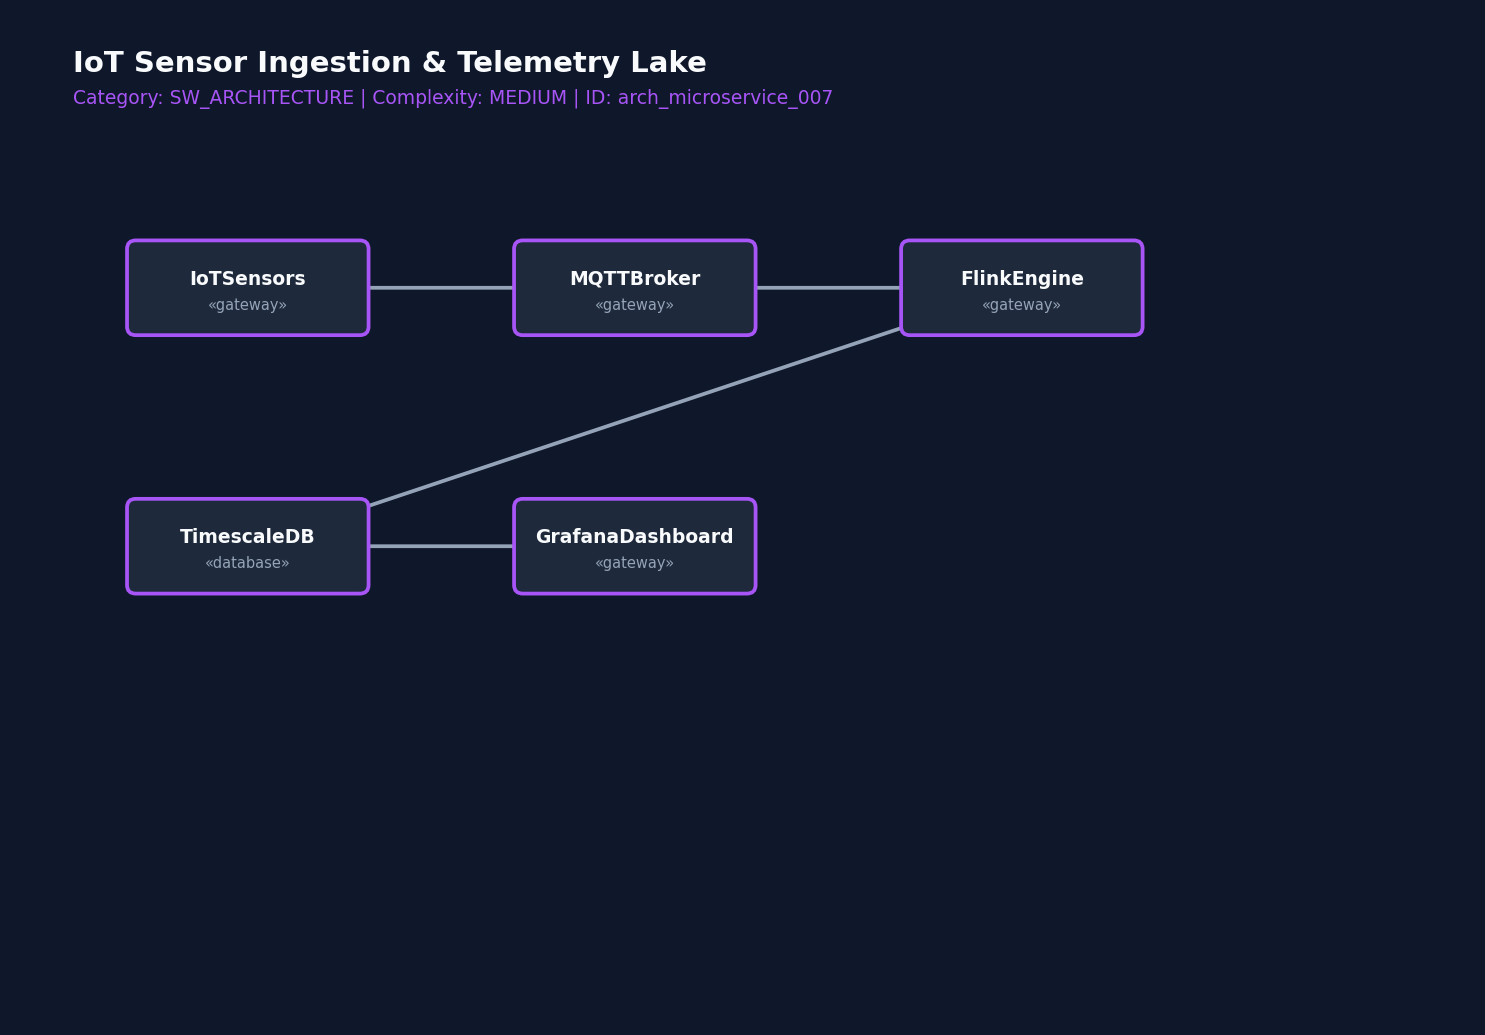 IoT Sensor Ingestion & Telemetry Lake
Category: SW_ARCHITECTURE | Complexity: MEDIUM | ID: arch_microservice_007
IoTSensors
«gateway»
MQTTBroker
«gateway»
FlinkEngine
«gateway»
TimescaleDB
«database»
GrafanaDashboard
«gateway»